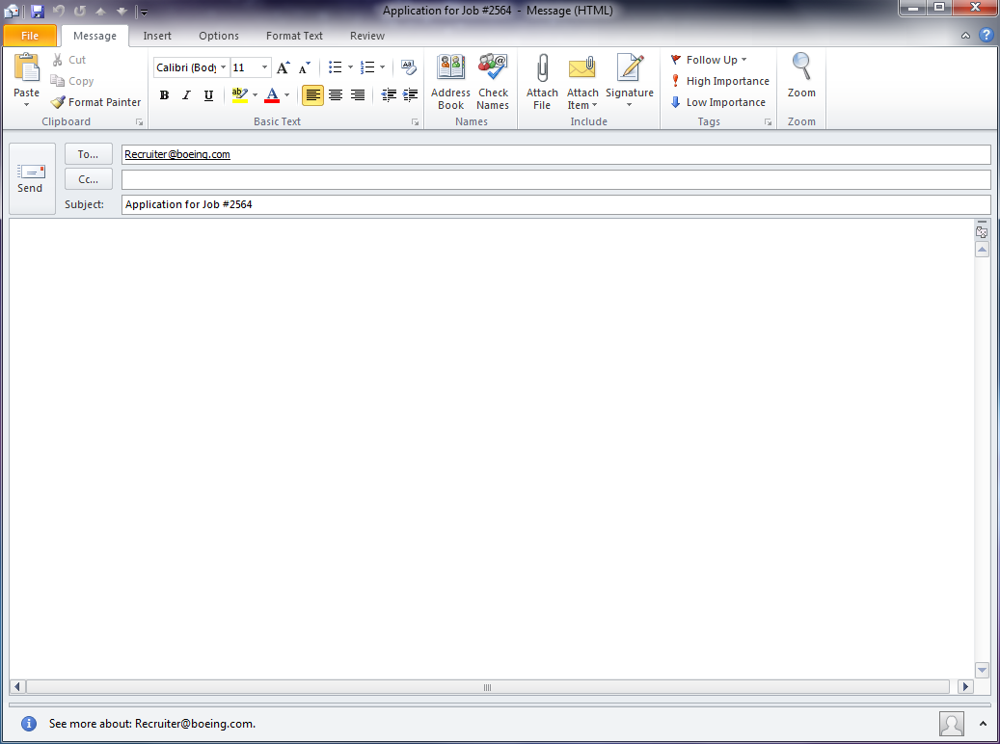 Application for Job #2564 - Message (HTML)
File Message Insert Options Format Text Review
Paste
Cut
Copy
Format Painter
Clipboard
Calibri (Body 11
B I U
Basic Text
Address Book
Check Names
Names
Attach File
Attach Item
Signature
Include
Follow Up
High Importance
Low Importance
Tags
Zoom
Zoom
Send
To... Recruiter@boeing.com
Cc...
Subject: Application for Job #2564
See more about: Recruiter@boeing.com.